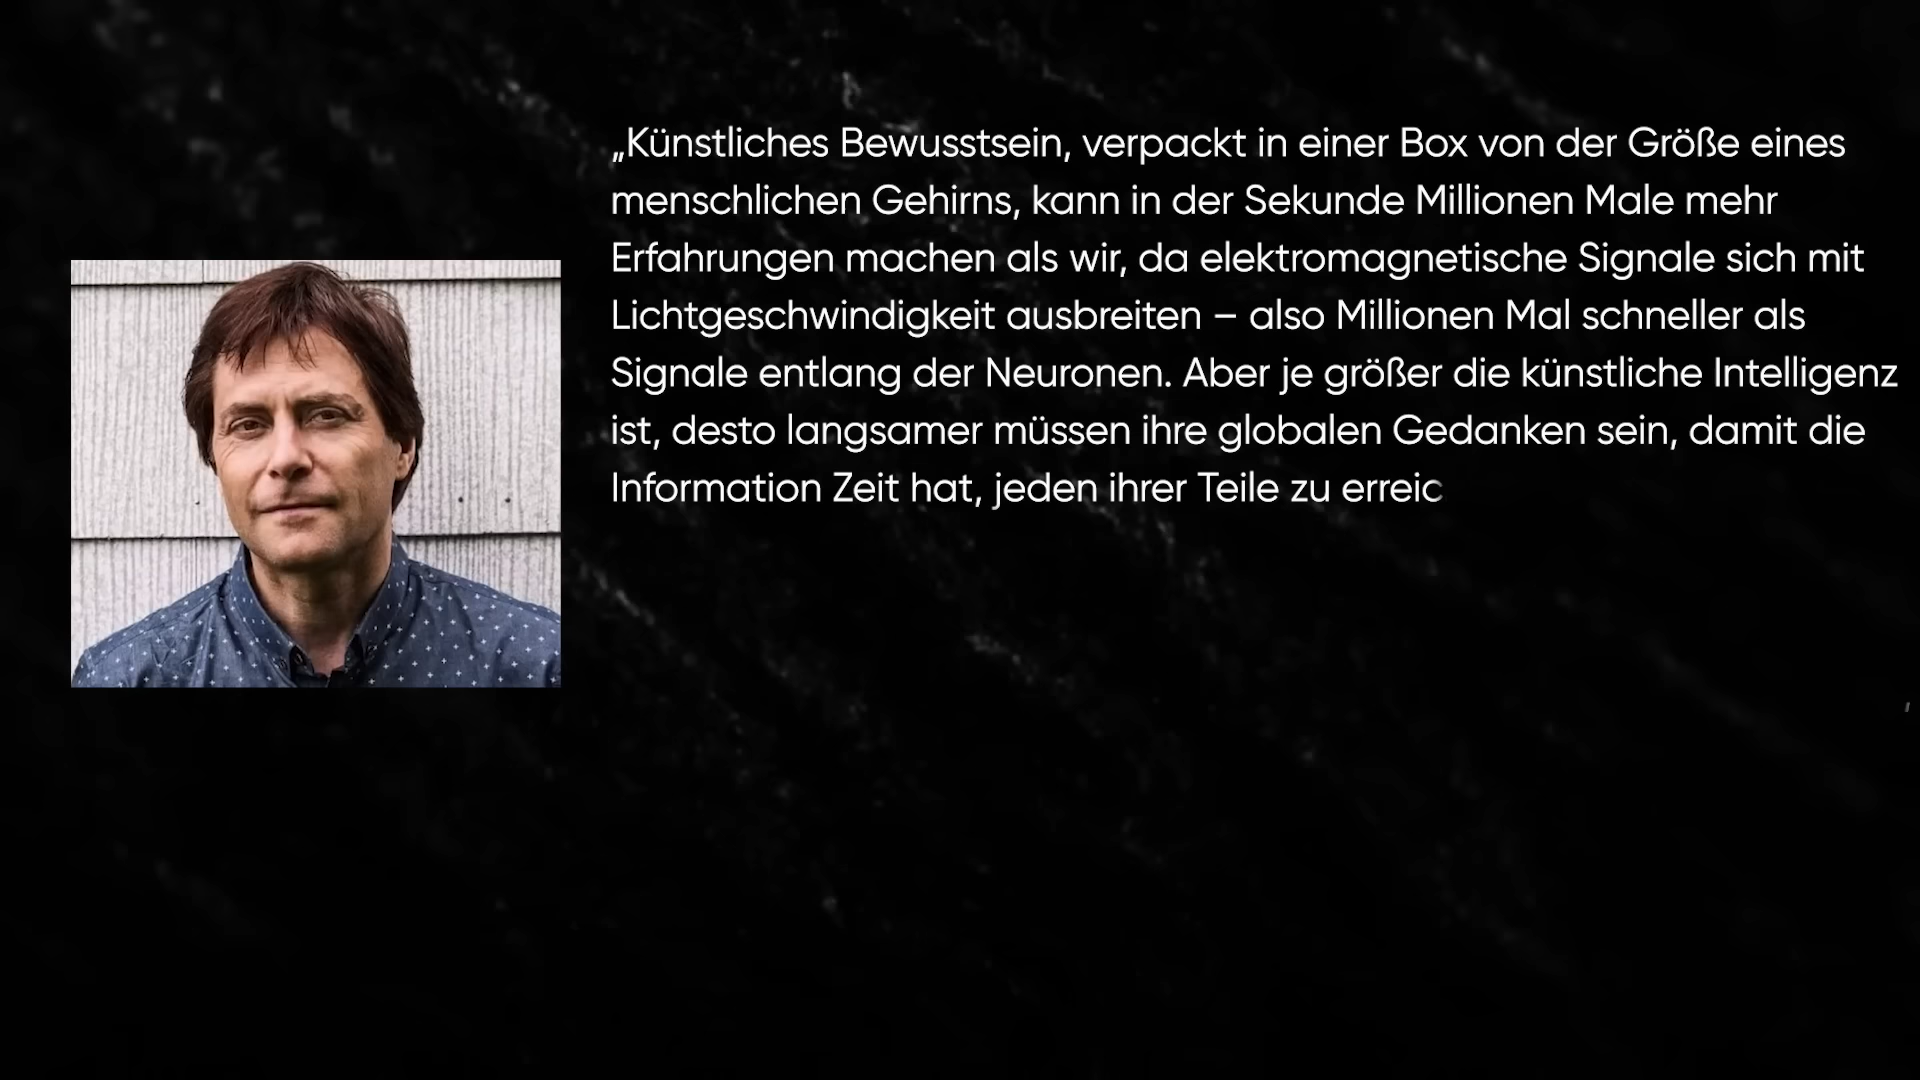 „Künstliches Bewusstsein, verpackt in einer Box von der Größe eines
menschlichen Gehirns, kann in der Sekunde Millionen Male mehr
Erfahrungen machen als wir, da elektromagnetische Signale sich mit
Lichtgeschwindigkeit ausbreiten – also Millionen Mal schneller als
Signale entlang der Neuronen. Aber je größer die künstliche Intelligenz
ist, desto langsamer müssen ihre globalen Gedanken sein, damit die
Information Zeit hat, jeden ihrer Teile zu erreic